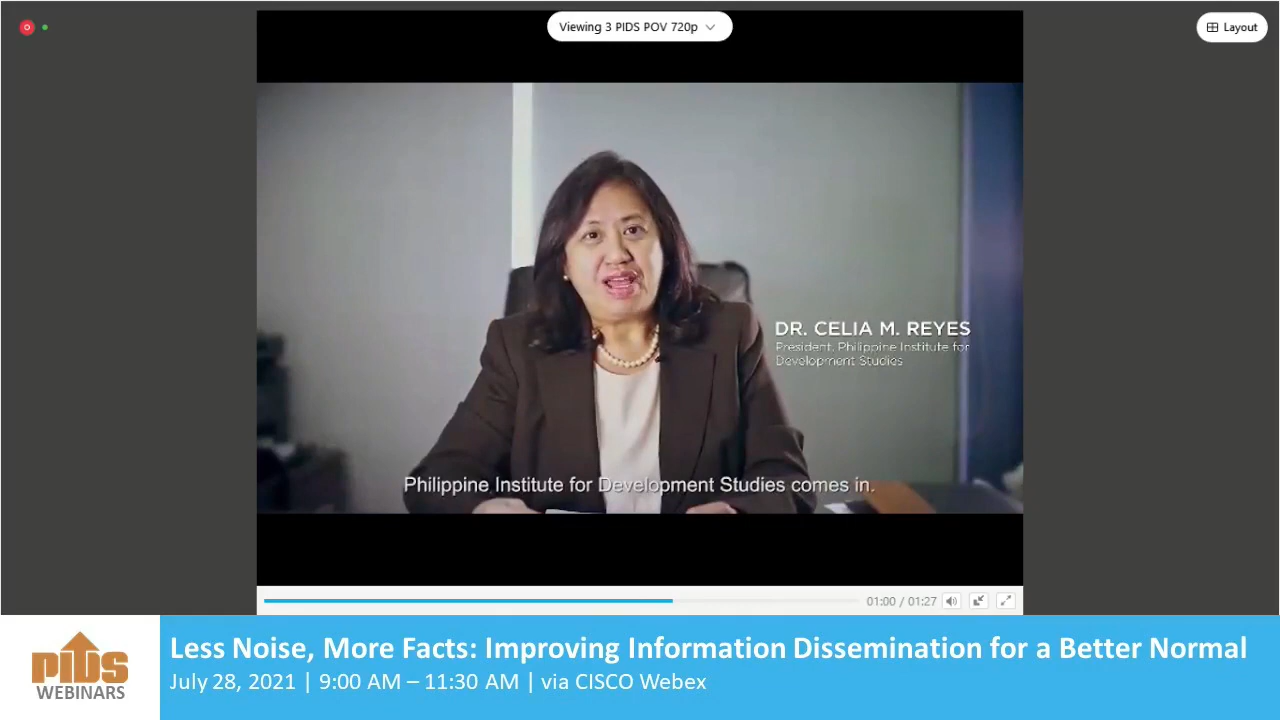 Viewing 3 PIDS POV 720p
Layout
DR. CELIA M. REYES
President, Philippine Institute for
Development Studies
Philippine Institute for Development Studies comes in.
01:00 / 01:27
PIDS
WEBINARS
Less Noise, More Facts: Improving Information Dissemination for a Better Normal
July 28, 2021 | 9:00 AM – 11:30 AM | via CISCO Webex